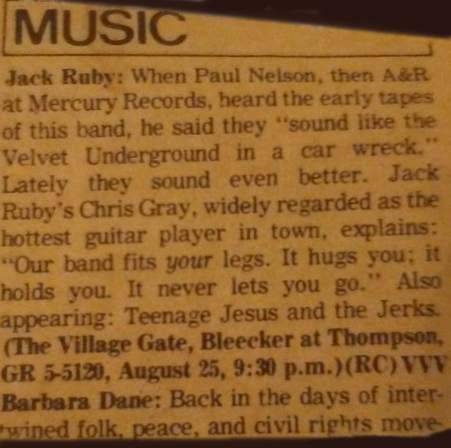 MUSIC
Jack Ruby: When Paul Nelson, then A&R
at Mercury Records, heard the early tapes
of this band, he said they “sound like the
Velvet Underground in a car wreck.”
Lately they sound even better. Jack
Ruby's Chris Gray, widely regarded as the
hottest guitar player in town, explains:
“Our band fits your legs. It hugs you; it
holds you. It never lets you go.” Also
appearing: Teenage Jesus and the Jerks.
(The Village Gate, Bleecker at Thompson,
GR 5-5120, August 25, 9:30 p.m.)(RC) VVV
Barbara Dane: Back in the days of inter-
twined folk, peace, and civil rights move-